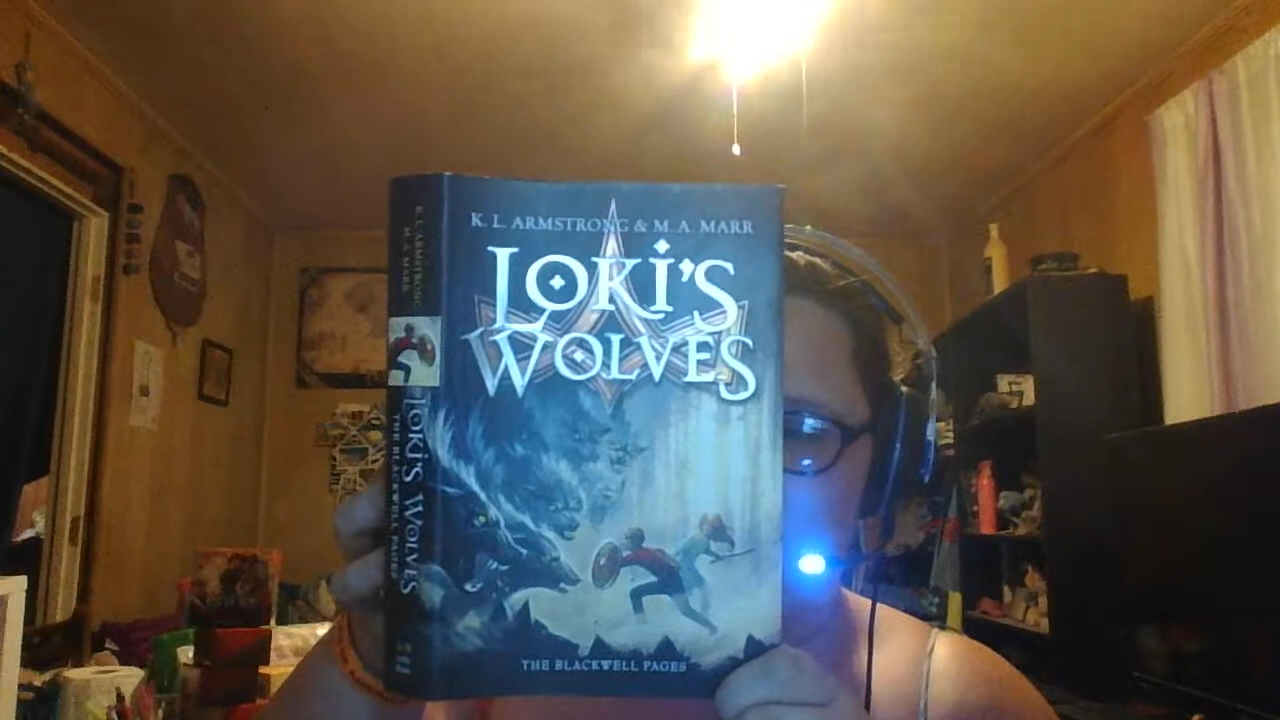 K. L. ARMSTRONG & M. A. MARR
LOKI'S
WOLVES
THE BLACKWELL PAGES
K. L. ARMSTRONG
M. A. MARR
LOKI'S WOLVES
THE BLACKWELL PAGES